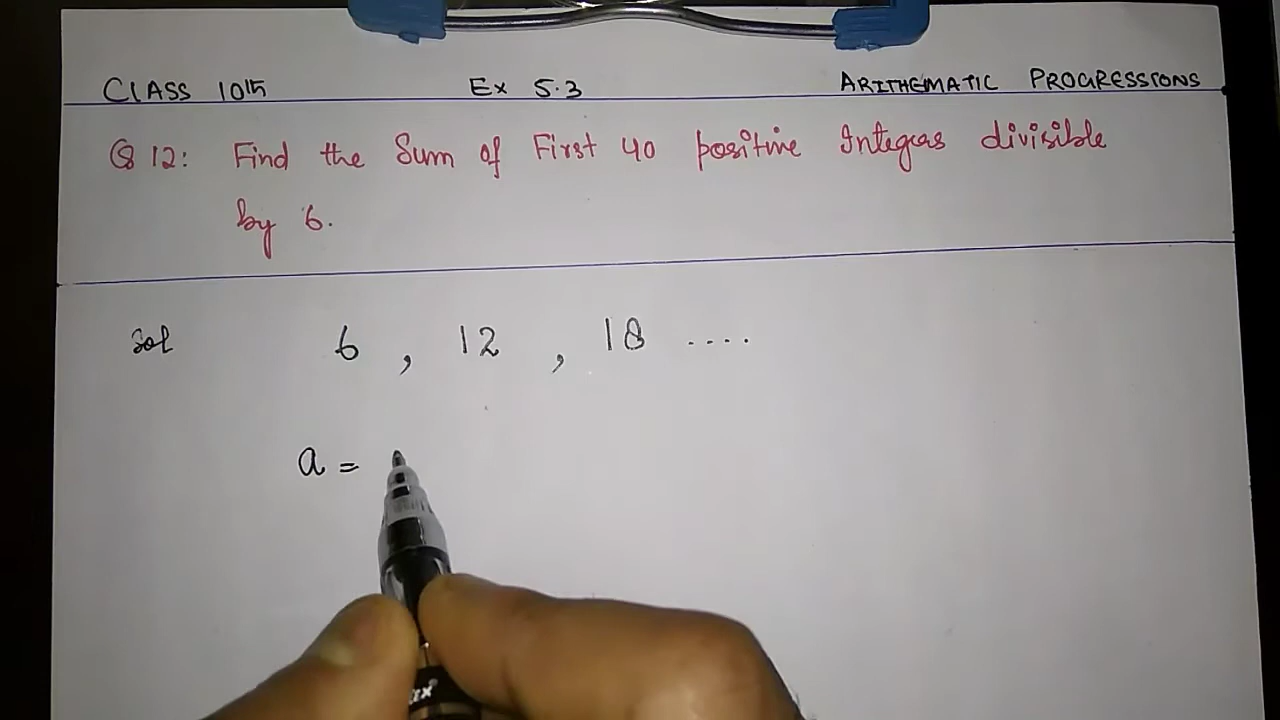 CLASS 10th Ex 5.3 ARITHEMATIC PROGRESSIONS
Q 12: Find the Sum of First 40 positive Integers divisible
by 6.
Sol 6 , 12 , 18 ....
a =